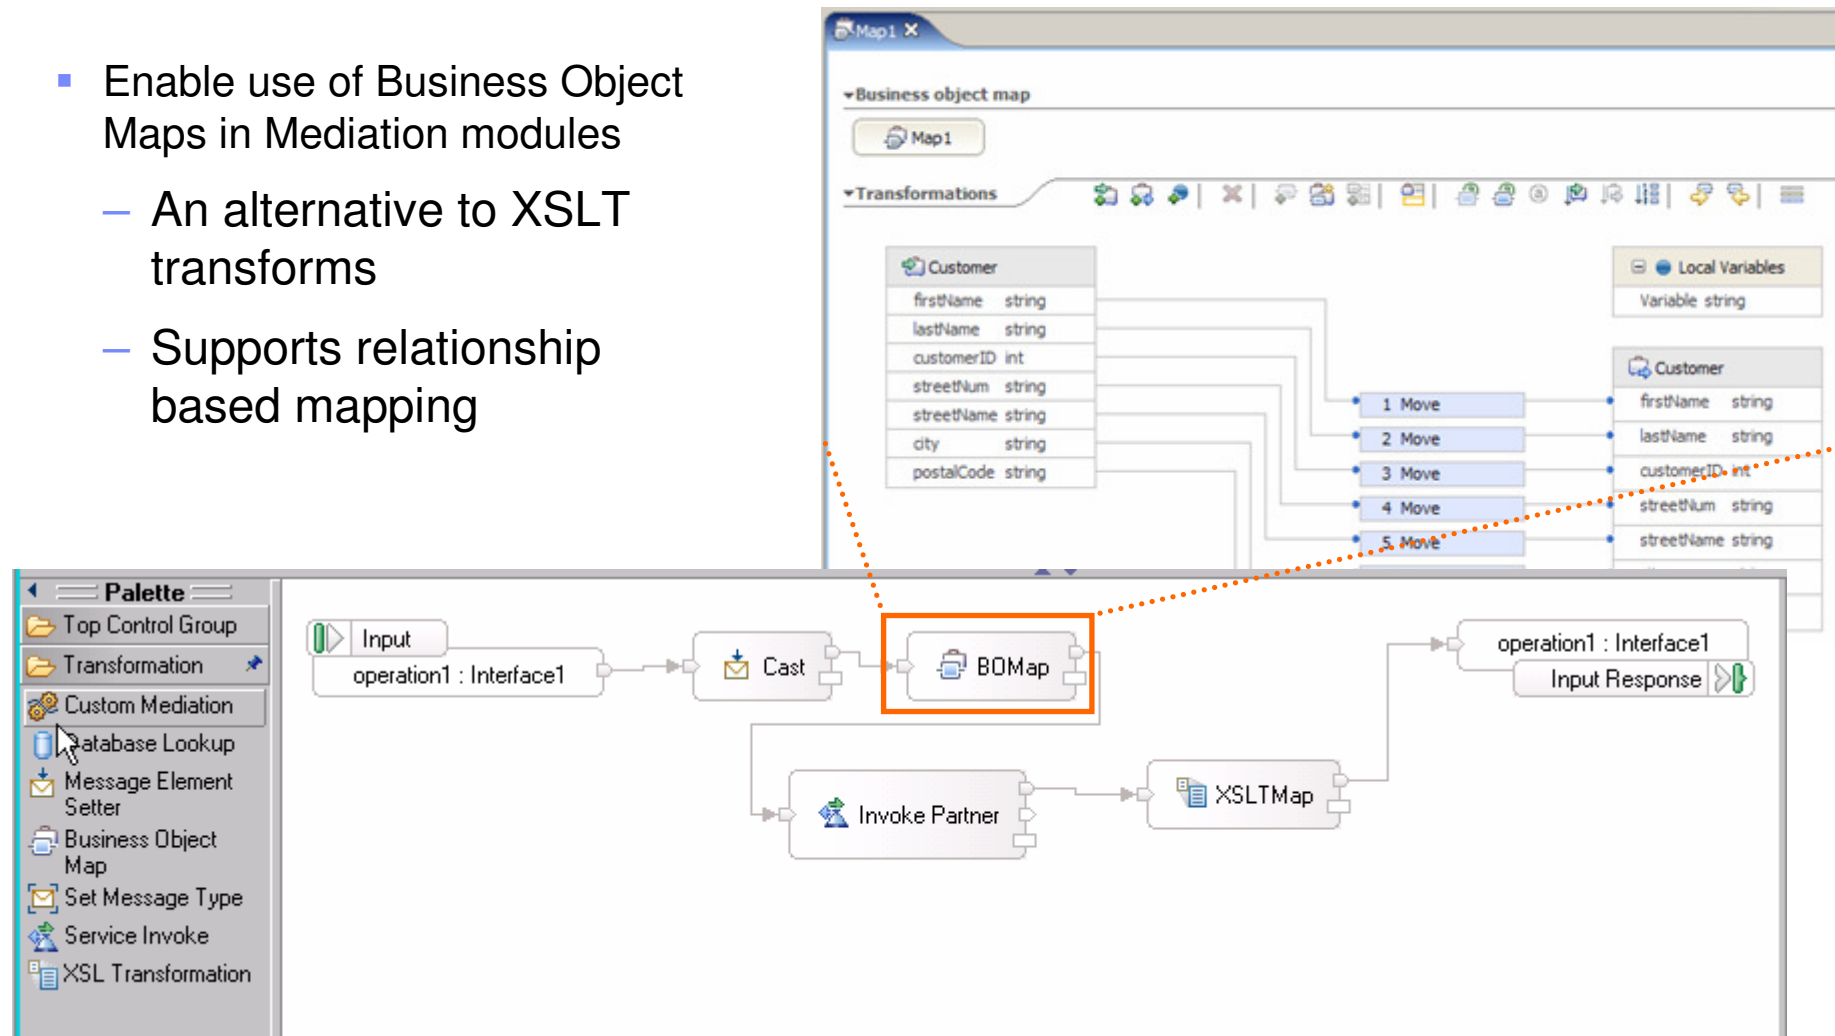 Enable use of Business Object
Maps in Mediation modules
– An alternative to XSLT
transforms
– Supports relationship
based mapping
Map1
Business object map
Map1
Transformations
Customer
firstName string
lastName string
customerID int
streetNum string
streetName string
city string
postalCode string
1 Move
2 Move
3 Move
4 Move
5 Move
Local Variables
Variable string
Customer
firstName string
lastName string
customerID int
streetNum string
streetName string
Palette
Top Control Group
Transformation
Custom Mediation
Database Lookup
Message Element
Setter
Business Object
Map
Set Message Type
Service Invoke
XSL Transformation
Input
operation1 : Interface1
Cast
BOMap
Invoke Partner
XSLTMap
operation1 : Interface1
Input Response